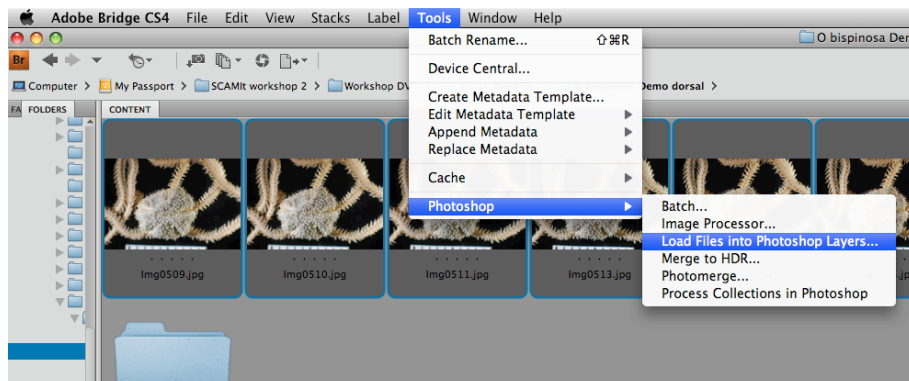 Adobe Bridge CS4 File Edit View Stacks Label Tools Window Help
Batch Rename... ⇧⌘R
O bispinosa Der
Br
Device Central...
Computer > My Passport > SCAMIt workshop 2 > Workshop DV
Demo dorsal >
Create Metadata Template...
FA FOLDERS CONTENT
Edit Metadata Template
Append Metadata
Replace Metadata
Cache
Photoshop
Batch...
Image Processor...
Load Files into Photoshop Layers...
Merge to HDR...
Photomerge...
Process Collections in Photoshop
Img0509.jpg Img0510.jpg Img0511.jpg Img0513.jpg